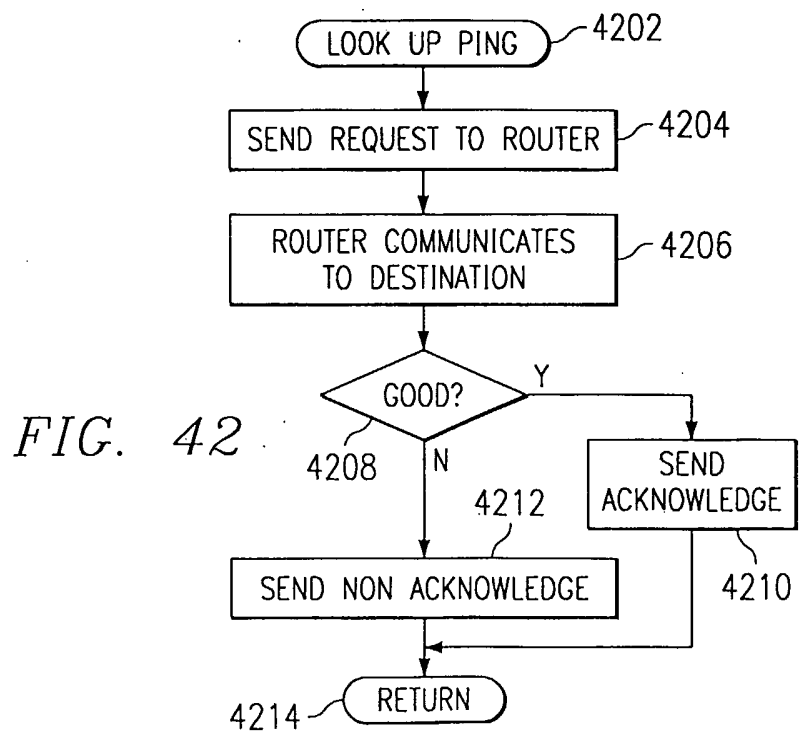 LOOK UP PING
4202
SEND REQUEST TO ROUTER
4204
ROUTER COMMUNICATES
TO DESTINATION
4206
GOOD?
Y
4208
N
FIG. 42
SEND
ACKNOWLEDGE
4210
4212
SEND NON ACKNOWLEDGE
RETURN
4214